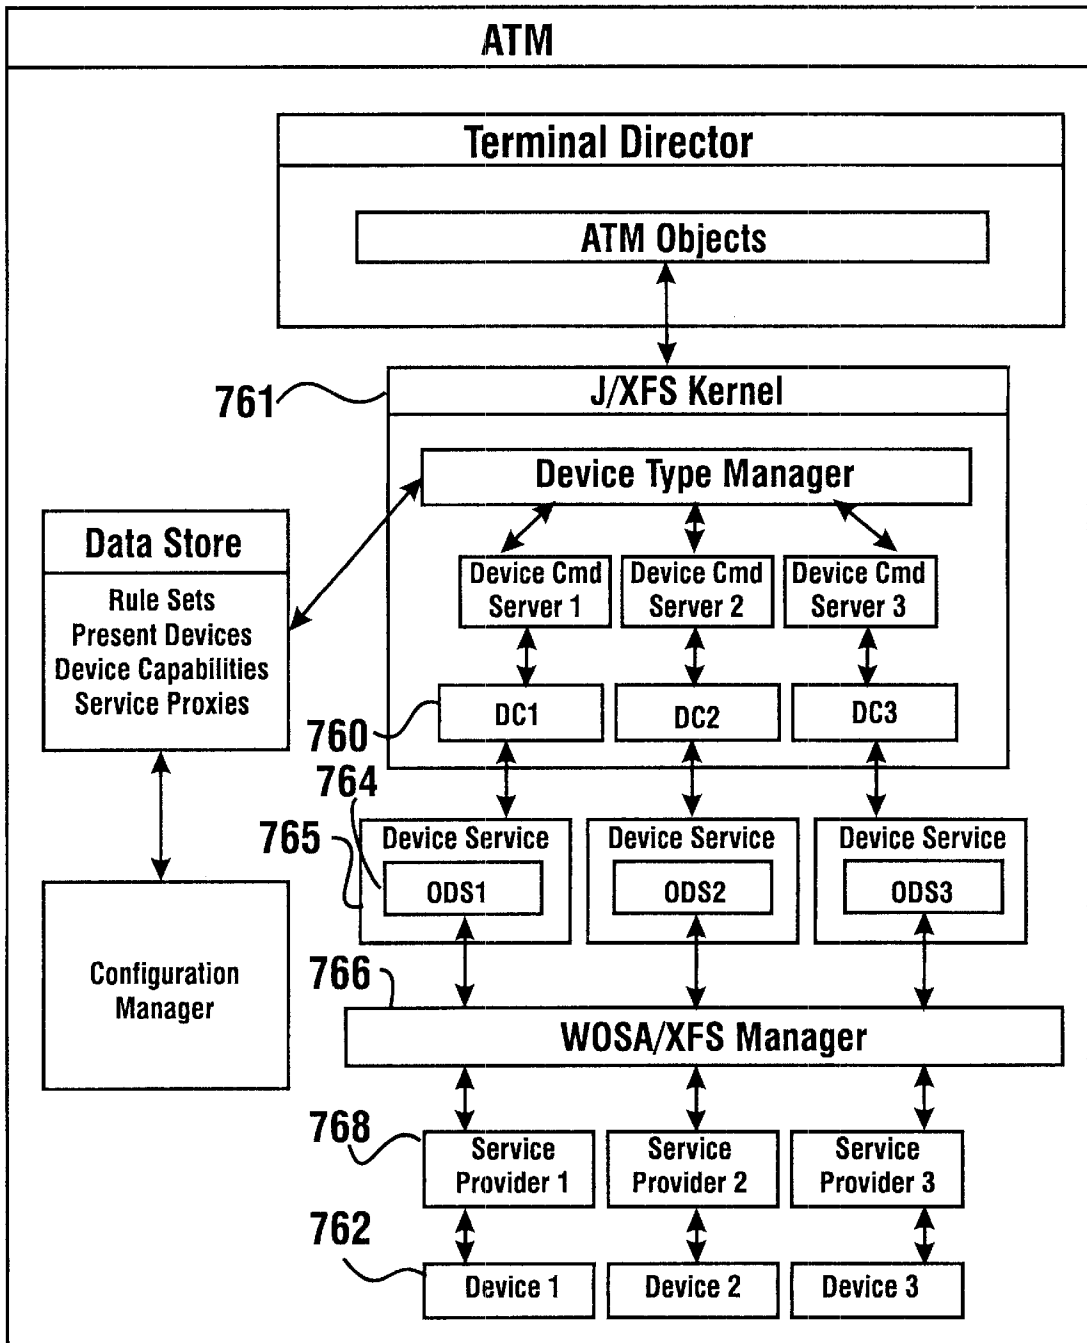 ATM
Terminal Director
ATM Objects
761
J/XFS Kernel
Device Type Manager
Data Store
Rule Sets
Present Devices
Device Capabilities
Service Proxies
Device Cmd
Server 1
Device Cmd
Server 2
Device Cmd
Server 3
760
DC1
DC2
DC3
764
765
Device Service
ODS1
Device Service
ODS2
Device Service
ODS3
Configuration
Manager
766
WOSA/XFS Manager
768
Service
Provider 1
Service
Provider 2
Service
Provider 3
762
Device 1
Device 2
Device 3